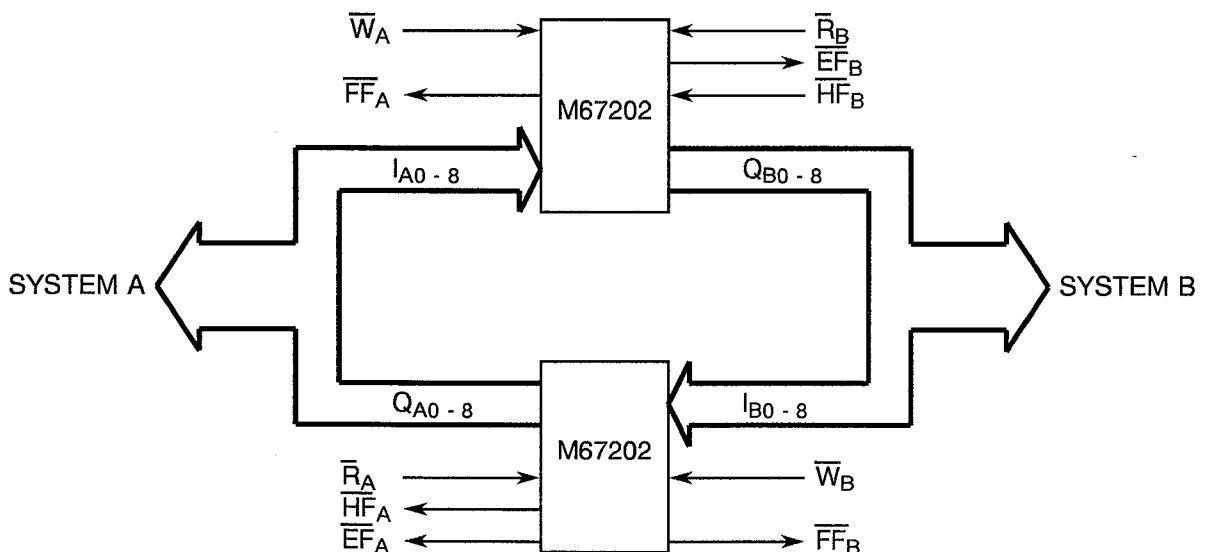 W̅A
R̅B
E̅F̅B
F̅F̅A
H̅F̅B
M67202
IA0 - 8
QB0 - 8
SYSTEM A
SYSTEM B
QA0 - 8
IB0 - 8
M67202
R̅A
W̅B
H̅F̅A
E̅F̅A
F̅F̅B